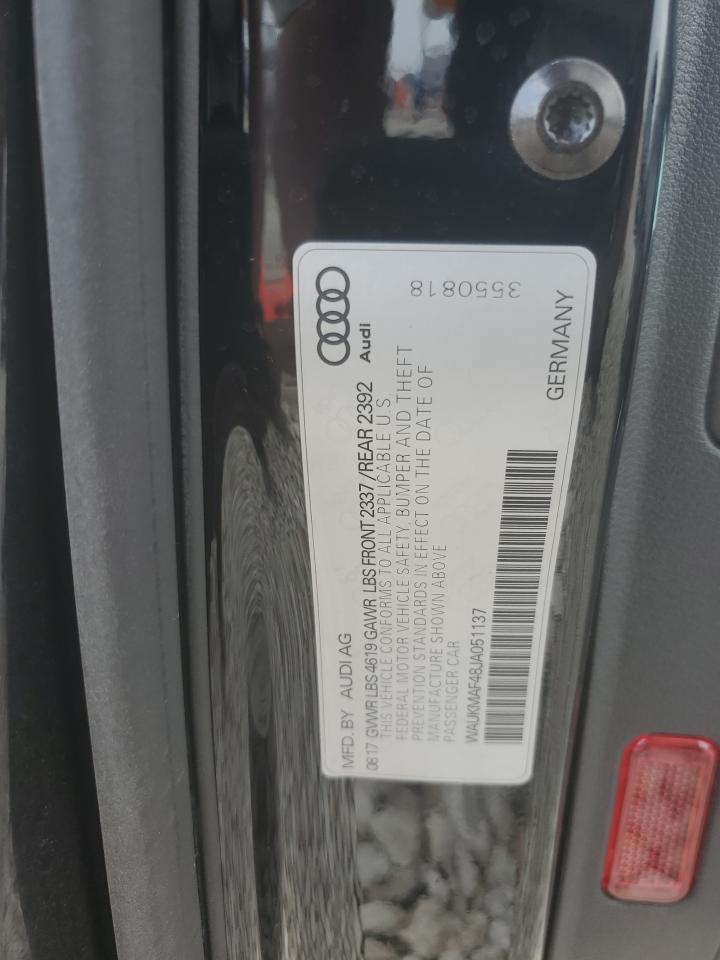 MFD. BY AUDI AG
Audi
0817 GVWR LBS 4619 GAWR LBS FRONT 2337/REAR 2392
THIS VEHICLE CONFORMS TO ALL APPLICABLE U.S.
FEDERAL MOTOR VEHICLE SAFETY, BUMPER AND THEFT
PREVENTION STANDARDS IN EFFECT ON THE DATE OF
MANUFACTURE SHOWN ABOVE
PASSENGER CAR
WAUKMAF48JA051137
GERMANY
3550818